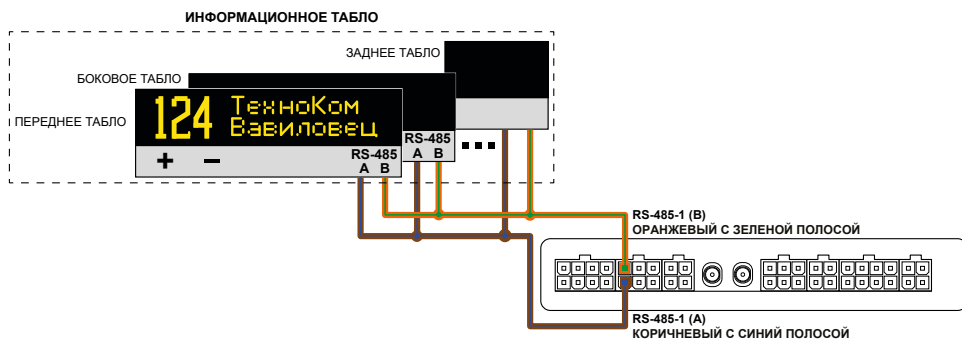 ИНФОРМАЦИОННОЕ ТАБЛО
ЗАДНЕЕ ТАБЛО
БОКОВОЕ ТАБЛО
ПЕРЕДНЕЕ ТАБЛО
124 ТехноКом
Вавиловец
+ −
RS-485
A B
RS-485
A B
RS-485-1 (B)
ОРАНЖЕВЫЙ С ЗЕЛЕНОЙ ПОЛОСОЙ
RS-485-1 (A)
КОРИЧНЕВЫЙ С СИНИЙ ПОЛОСОЙ